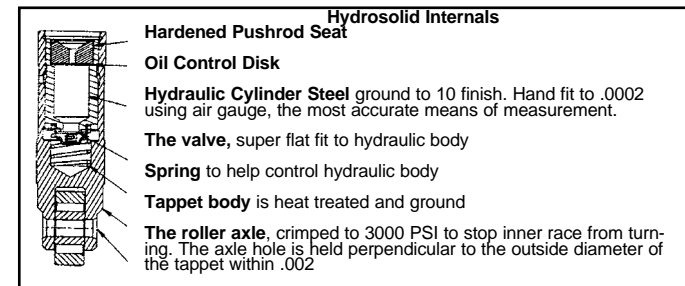 Hydrosolid Internals
Hardened Pushrod Seat
Oil Control Disk
Hydraulic Cylinder Steel ground to 10 finish. Hand fit to .0002
using air gauge, the most accurate means of measurement.
The valve, super flat fit to hydraulic body
Spring to help control hydraulic body
Tappet body is heat treated and ground
The roller axle, crimped to 3000 PSI to stop inner race from turn-
ing. The axle hole is held perpendicular to the outside diameter of
the tappet within .002